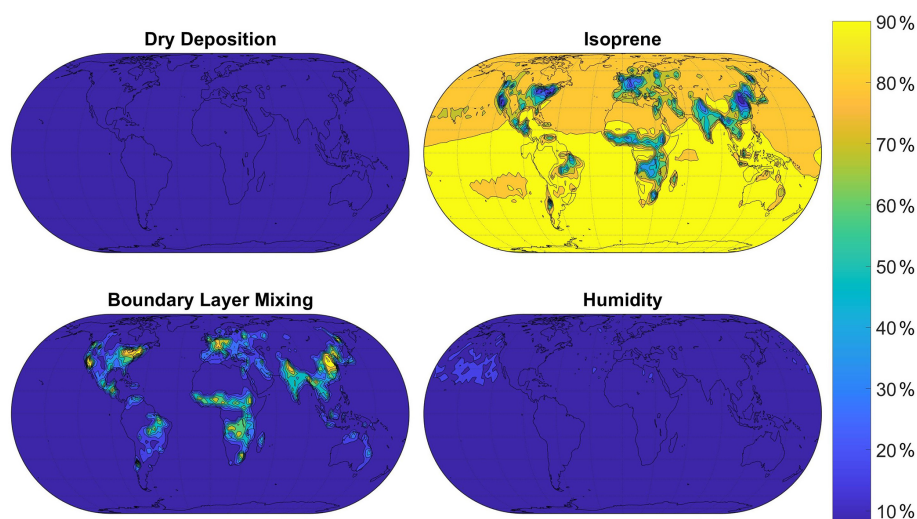 Dry Deposition
Isoprene
Boundary Layer Mixing
Humidity
90 %
80 %
70 %
60 %
50 %
40 %
30 %
20 %
10 %